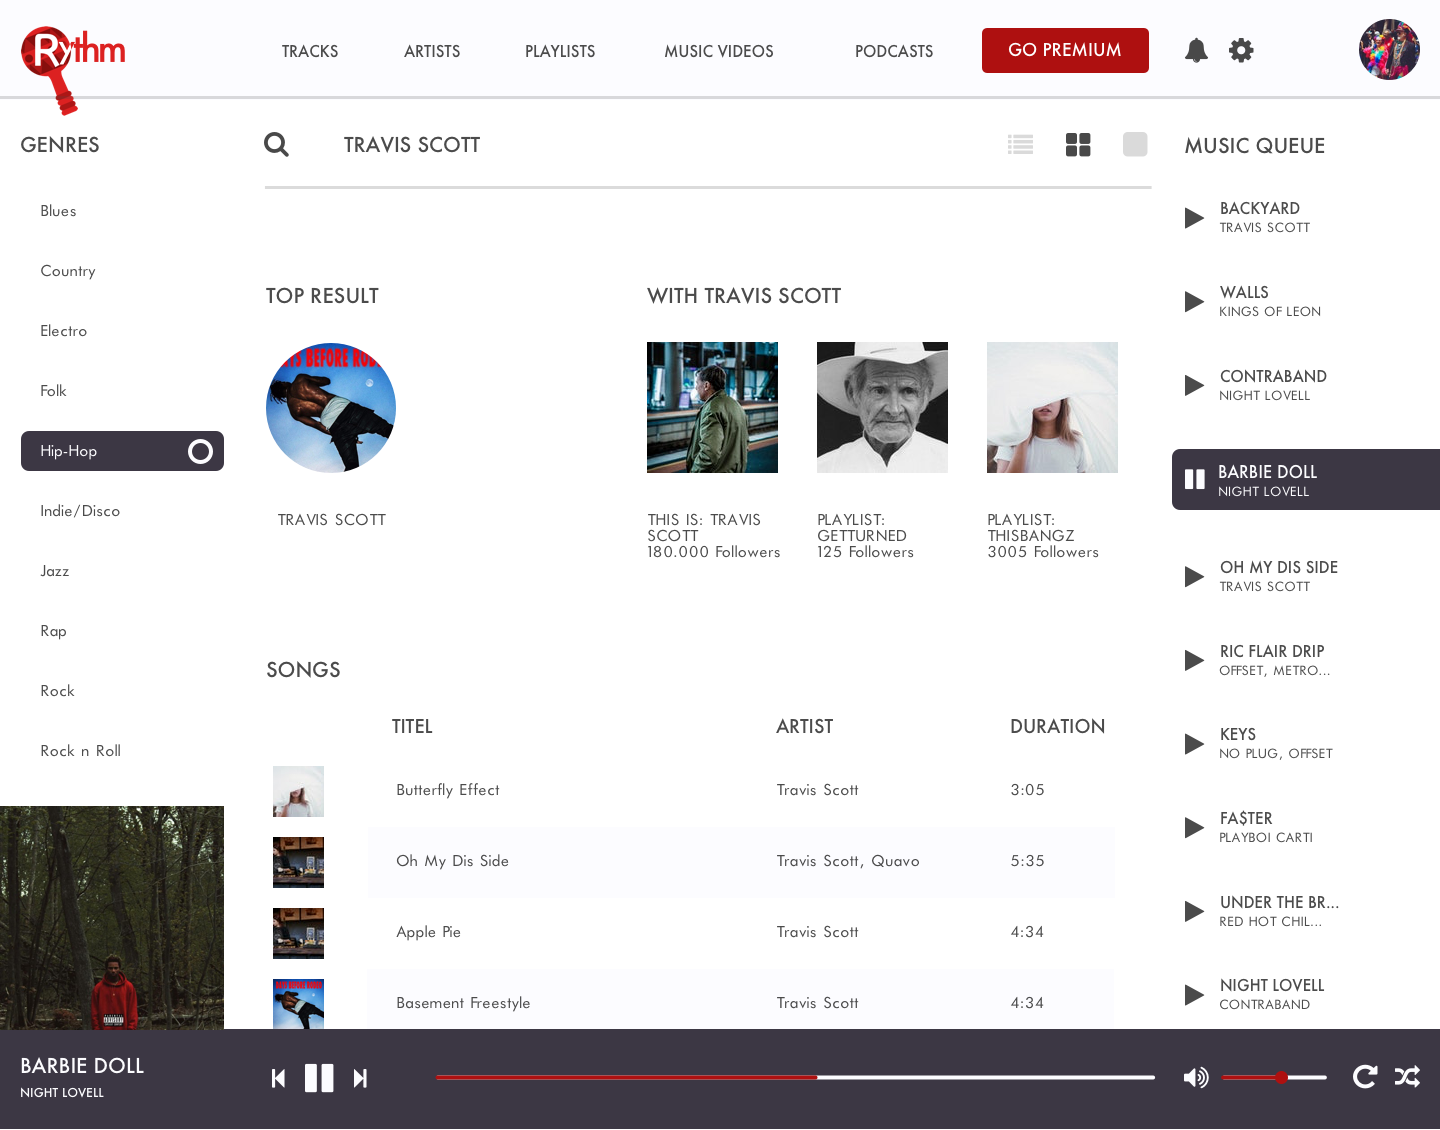 Rythm
TRACKS
ARTISTS
PLAYLISTS
MUSIC VIDEOS
PODCASTS
GO PREMIUM
GENRES
Blues
Country
Electro
Folk
Hip-Hop
Indie/Disco
Jazz
Rap
Rock
Rock n Roll
TRAVIS SCOTT
TOP RESULT
TRAVIS SCOTT
WITH TRAVIS SCOTT
THIS IS: TRAVIS
SCOTT
180.000 Followers
PLAYLIST:
GETTURNED
125 Followers
PLAYLIST:
THISBANGZ
3005 Followers
SONGS
TITEL ARTIST DURATION
Butterfly Effect Travis Scott 3:05
Oh My Dis Side Travis Scott, Quavo 5:35
Apple Pie Travis Scott 4:34
Basement Freestyle Travis Scott 4:34
MUSIC QUEUE
BACKYARD
TRAVIS SCOTT
WALLS
KINGS OF LEON
CONTRABAND
NIGHT LOVELL
BARBIE DOLL
NIGHT LOVELL
OH MY DIS SIDE
TRAVIS SCOTT
RIC FLAIR DRIP
OFFSET, METRO...
KEYS
NO PLUG, OFFSET
FA$TER
PLAYBOI CARTI
UNDER THE BR...
RED HOT CHIL...
NIGHT LOVELL
CONTRABAND
BARBIE DOLL
NIGHT LOVELL